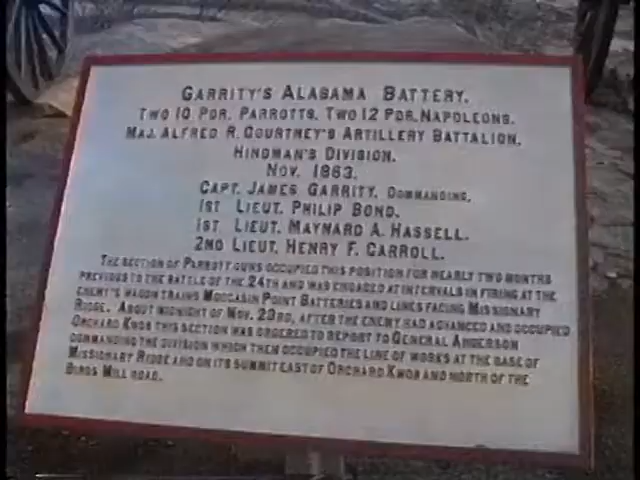 GARRITY'S ALABAMA BATTERY.
TWO 10 PDR. PARROTTS. TWO 12 PDR. NAPOLEONS.
MAJ. ALFRED R. COURTNEY'S ARTILLERY BATTALION.
HINDMAN'S DIVISION.
NOV. 1863.
CAPT. JAMES GARRITY, COMMANDING.
1ST LIEUT. PHILIP BOND.
1ST LIEUT. MAYNARD A. HASSELL.
2ND LIEUT. HENRY F. CARROLL.
THE SECTION OF PARROTT GUNS OCCUPIED THIS POSITION FOR NEARLY TWO MONTHS
PREVIOUS TO THE BATTLE OF THE 24TH AND WAS ENGAGED AT INTERVALS IN FIRING AT THE
ENEMY'S WAGON TRAINS MOCCASIN POINT BATTERIES AND LINES FACING MISSIONARY
RIDGE. ABOUT MIDNIGHT OF NOV. 23RD, AFTER THE ENEMY HAD ADVANCED AND OCCUPIED
ORCHARD KNOB THIS SECTION WAS ORDERED TO REPORT TO GENERAL ANDERSON
COMMANDING THE DIVISION WHICH THEN OCCUPIED THE LINE OF WORKS AT THE BASE OF
MISSIONARY RIDGE AND ON ITS SUMMIT EAST OF ORCHARD KNOB AND NORTH OF THE
BIRDS MILL ROAD.